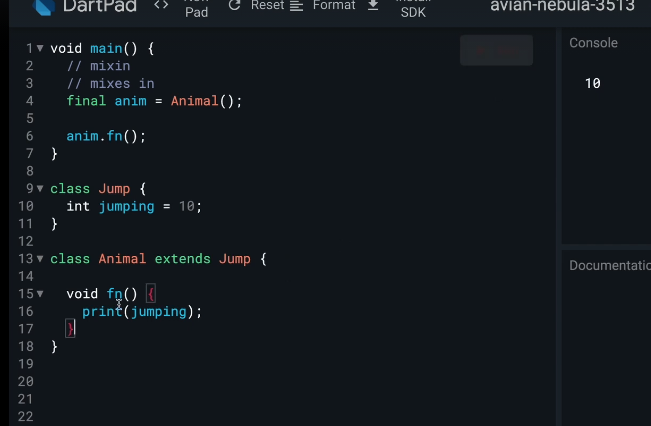 DartPad
<> New Pad
Reset
Format
Install SDK
avian-nebula-3513
1 void main() {
2 // mixin
3 // mixes in
4 final anim = Animal();
5
6 anim.fn();
7 }
8
9 class Jump {
10 int jumping = 10;
11 }
12
13 class Animal extends Jump {
14
15 void fn() {
16 print(jumping);
17 }
18 }
19
20
21
22
Console
10
Documentatic